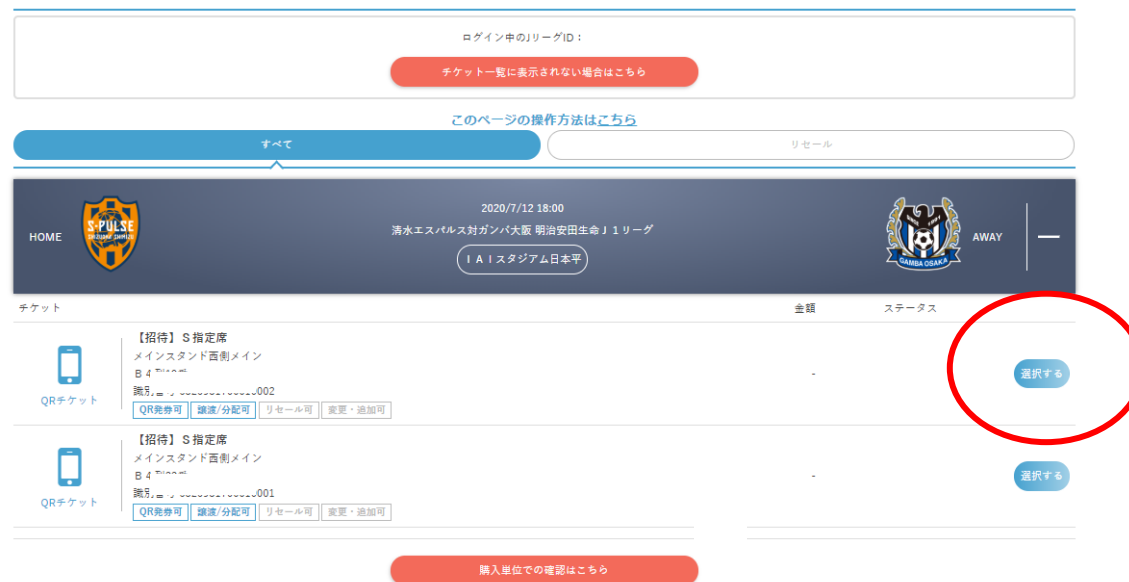 ログイン中のJリーグID：
チケット一覧に表示されない場合はこちら
このページの操作方法はこちら
すべて
リセール
2020/7/12 18:00
HOME
S-PULSE
清水エスパルス対ガンバ大阪 明治安田生命Ｊ１リーグ
ＩＡＩスタジアム日本平
GAMBA OSAKA
AWAY
チケット
金額
ステータス
【招待】Ｓ指定席
メインスタンド西側メイン
Ｂ４
QRチケット
002
QR発券可 譲渡/分配可 リセール可 変更・追加可
-
選択する
【招待】Ｓ指定席
メインスタンド西側メイン
Ｂ４
QRチケット
001
QR発券可 譲渡/分配可 リセール可 変更・追加可
-
選択する
購入単位での確認はこちら